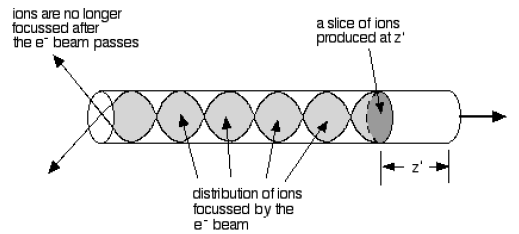 ions are no longer
focussed after
the e⁻ beam passes
a slice of ions
produced at z'
z'
distribution of ions
focussed by the
e⁻ beam